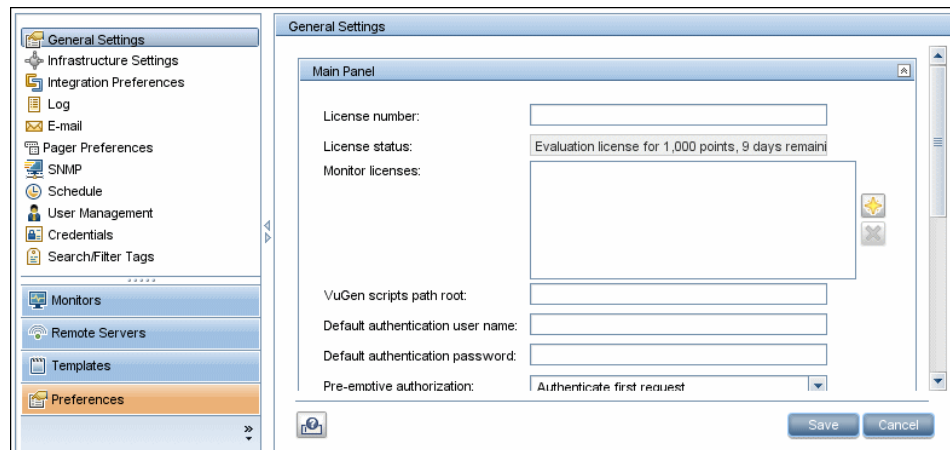 General Settings
Infrastructure Settings
Integration Preferences
Log
E-mail
Pager Preferences
SNMP
Schedule
User Management
Credentials
Search/Filter Tags
Monitors
Remote Servers
Templates
Preferences
General Settings
Main Panel
License number:
License status: Evaluation license for 1,000 points, 9 days remaini
Monitor licenses:
VuGen scripts path root:
Default authentication user name:
Default authentication password:
Pre-emptive authorization: Authenticate first request
Save Cancel